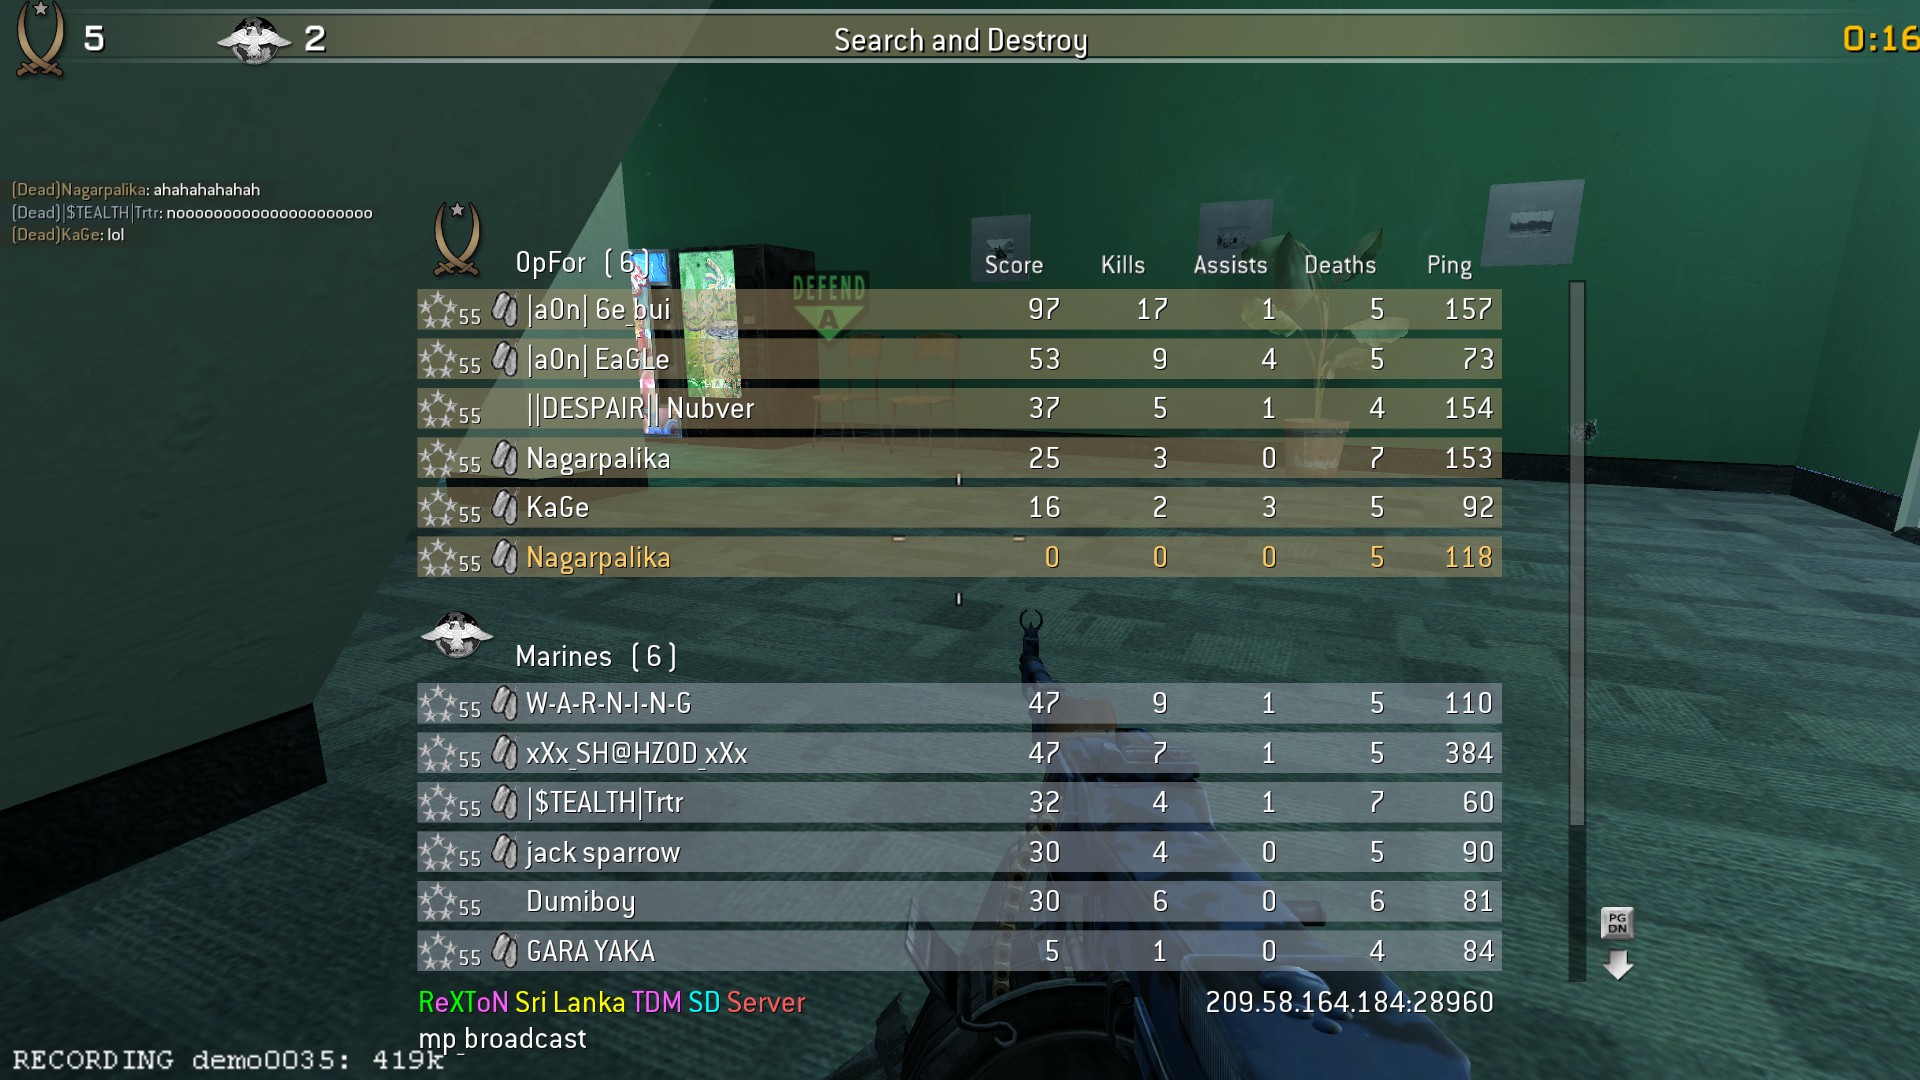 5 2 Search and Destroy 0:16
(Dead)Nagarpalika: ahahahahahah
(Dead)|$TEALTH|Trtr: nooooooooooooooooooooo
(Dead)KaGe: lol
OpFor ( 6 ) Score Kills Assists Deaths Ping
DEFEND
A
55 |aOn| 6e_bui 97 17 1 5 157
55 |aOn| EaGLe 53 9 4 5 73
55 ||DESPAIR|| Nubver 37 5 1 4 154
55 Nagarpalika 25 3 0 7 153
55 KaGe 16 2 3 5 92
55 Nagarpalika 0 0 0 5 118
Marines ( 6 )
55 W-A-R-N-I-N-G 47 9 1 5 110
55 xXx_SH@HZOD_xXx 47 7 1 5 384
55 |$TEALTH|Trtr 32 4 1 7 60
55 jack sparrow 30 4 0 5 90
55 Dumiboy 30 6 0 6 81
55 GARA YAKA 5 1 0 4 84
PG
DN
ReXToN Sri Lanka TDM SD Server 209.58.164.184:28960
mp_broadcast
RECORDING demo0035: 419k